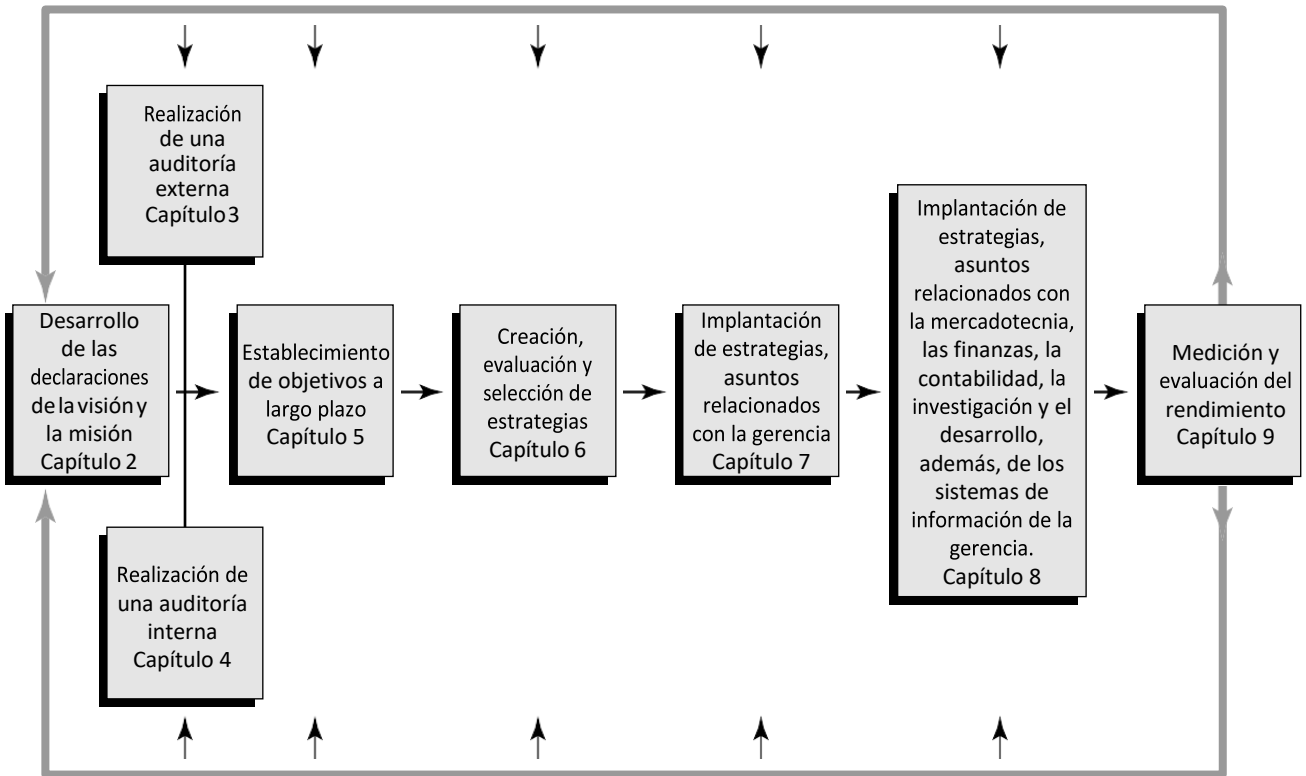 Realización
de una
auditoría
externa
Capítulo 3
Desarrollo
de las
declaraciones
de la visión y
la misión
Capítulo 2
Realización de
una auditoría
interna
Capítulo 4
Establecimiento
de objetivos a
largo plazo
Capítulo 5
Creación,
evaluación y
selección de
estrategias
Capítulo 6
Implantación
de estrategias,
asuntos
relacionados
con la gerencia
Capítulo 7
Implantación de
estrategias,
asuntos
relacionados con
la mercadotecnia,
las finanzas, la
contabilidad, la
investigación y el
desarrollo,
además, de los
sistemas de
información de la
gerencia.
Capítulo 8
Medición y
evaluación del
rendimiento
Capítulo 9